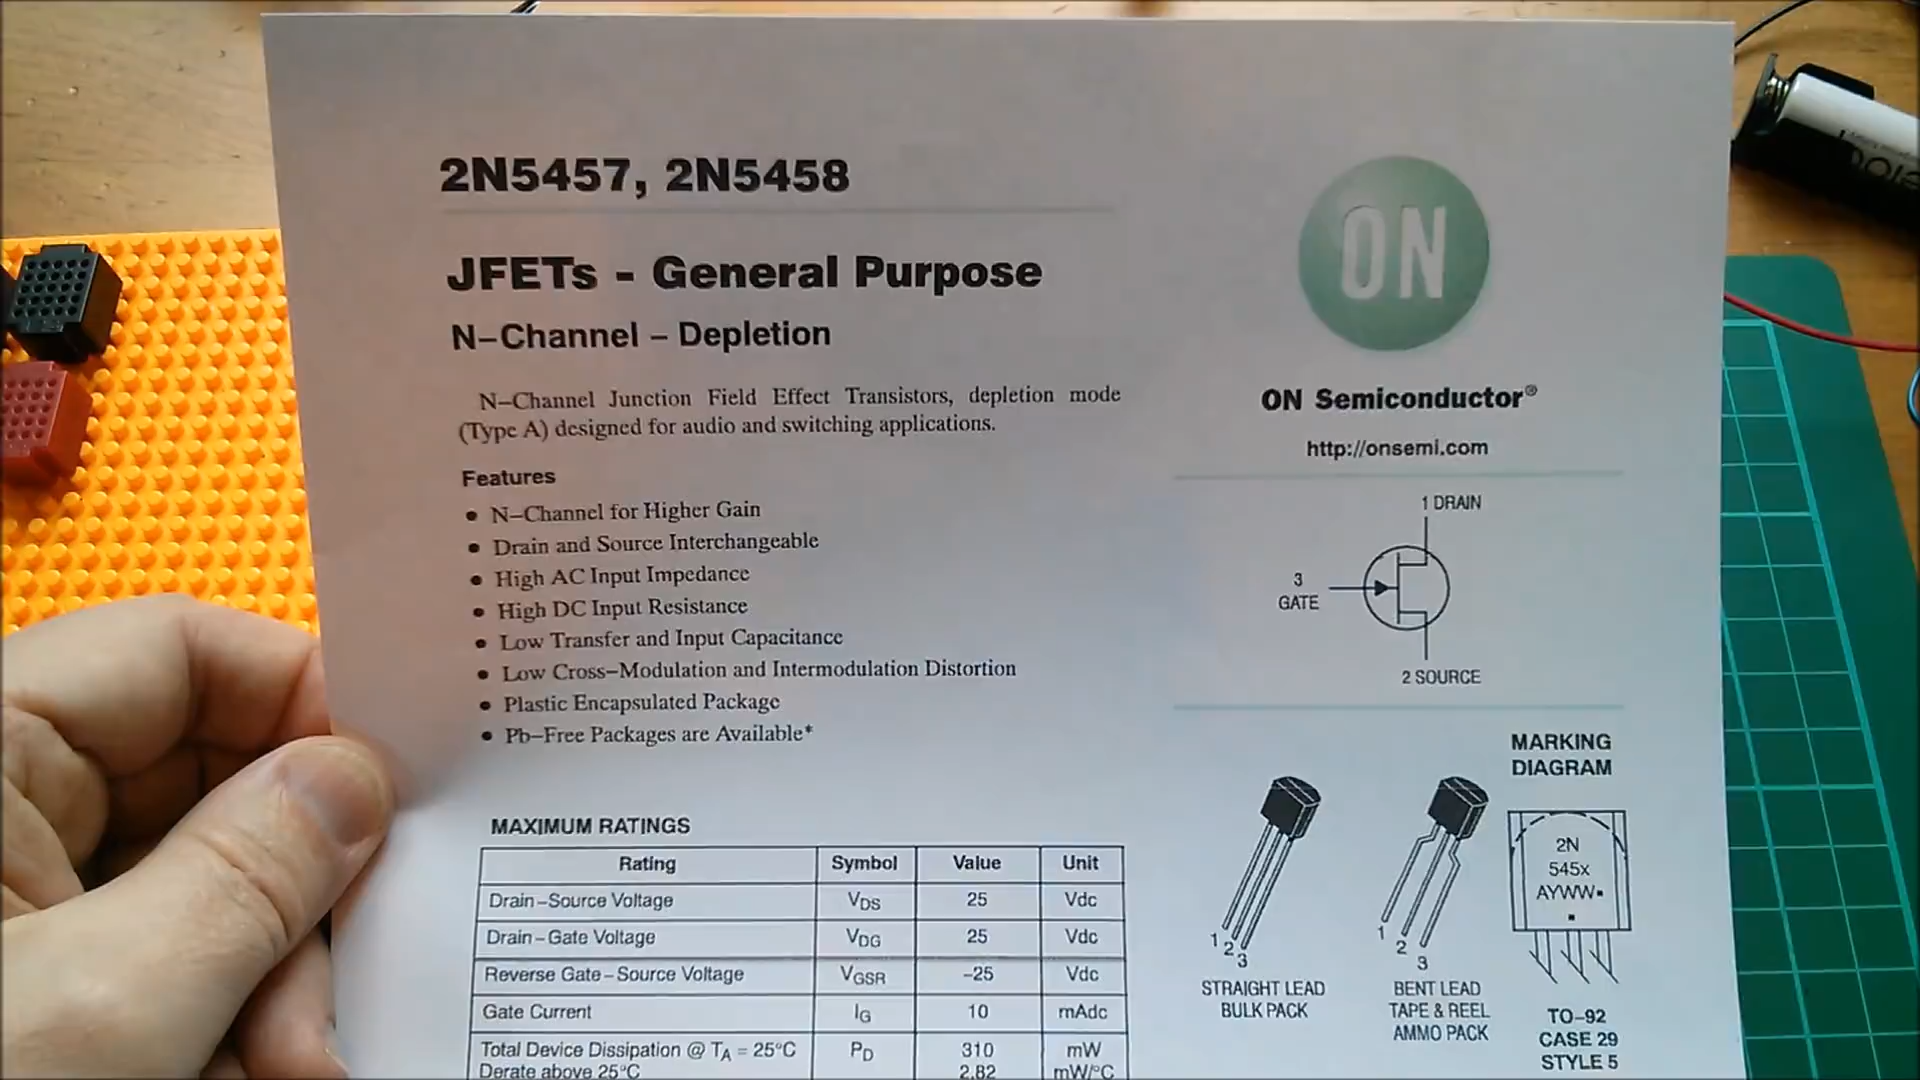 2N5457, 2N5458
JFETs - General Purpose
N–Channel – Depletion
N–Channel Junction Field Effect Transistors, depletion mode
(Type A) designed for audio and switching applications.
Features
• N–Channel for Higher Gain
• Drain and Source Interchangeable
• High AC Input Impedance
• High DC Input Resistance
• Low Transfer and Input Capacitance
• Low Cross–Modulation and Intermodulation Distortion
• Plastic Encapsulated Package
• Pb–Free Packages are Available*
MAXIMUM RATINGS
Rating Symbol Value Unit
Drain–Source Voltage VDS 25 Vdc
Drain–Gate Voltage VDG 25 Vdc
Reverse Gate–Source Voltage VGSR –25 Vdc
Gate Current IG 10 mAdc
Total Device Dissipation @ TA = 25°C PD 310 mW
Derate above 25°C 2.82 mW/°C
ON
ON Semiconductor®
http://onsemi.com
1 DRAIN
3
GATE
2 SOURCE
MARKING
DIAGRAM
2N
545x
AYWW▪
▪
1
2
3
STRAIGHT LEAD
BULK PACK
1
2
3
BENT LEAD
TAPE & REEL
AMMO PACK
TO–92
CASE 29
STYLE 5